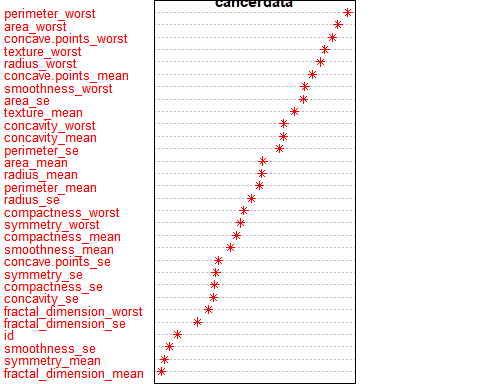 cancerdata
perimeter_worst
area_worst
concave.points_worst
texture_worst
radius_worst
concave.points_mean
smoothness_worst
area_se
texture_mean
concavity_worst
concavity_mean
perimeter_se
area_mean
radius_mean
perimeter_mean
radius_se
compactness_worst
symmetry_worst
compactness_mean
smoothness_mean
concave.points_se
symmetry_se
compactness_se
concavity_se
fractal_dimension_worst
fractal_dimension_se
id
smoothness_se
symmetry_mean
fractal_dimension_mean